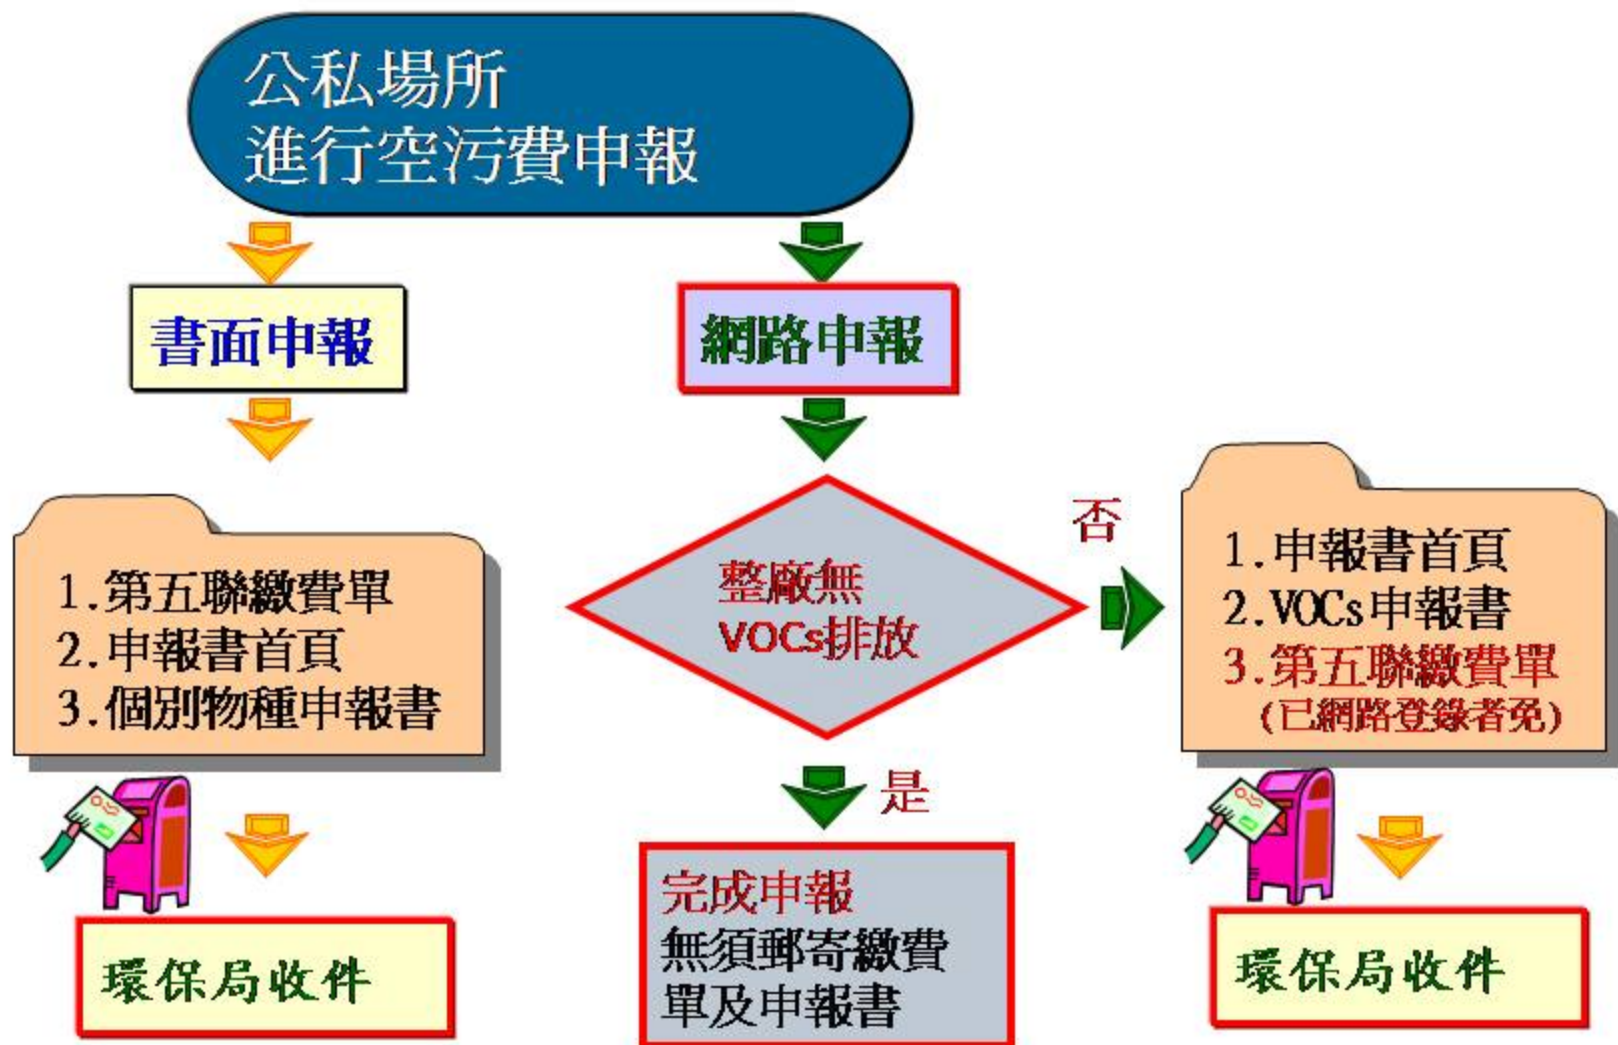 公私場所
進行空污費申報
書面申報
網路申報
1.第五聯繳費單
2.申報書首頁
3.個別物種申報書
整廠無
VOCs排放
否
1.申報書首頁
2.VOCs申報書
3.第五聯繳費單
(已網路登錄者免)
是
環保局收件
完成申報
無須郵寄繳費
單及申報書
環保局收件